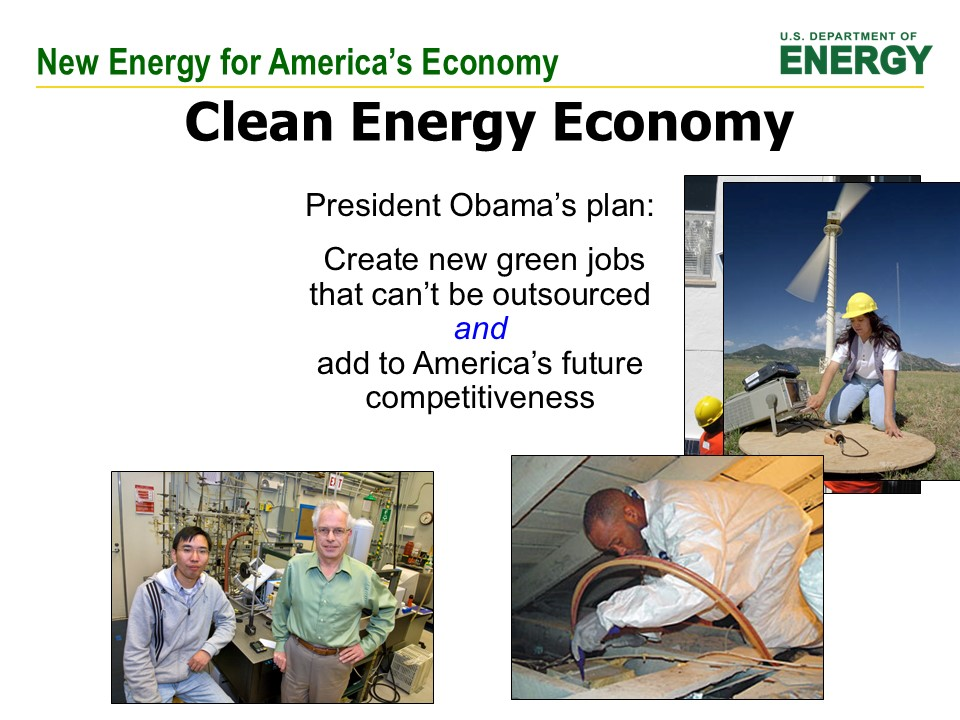 New Energy for America's Economy
U.S. DEPARTMENT OF
ENERGY
Clean Energy Economy
President Obama's plan:
Create new green jobs
that can't be outsourced
and
add to America's future
competitiveness
EXIT